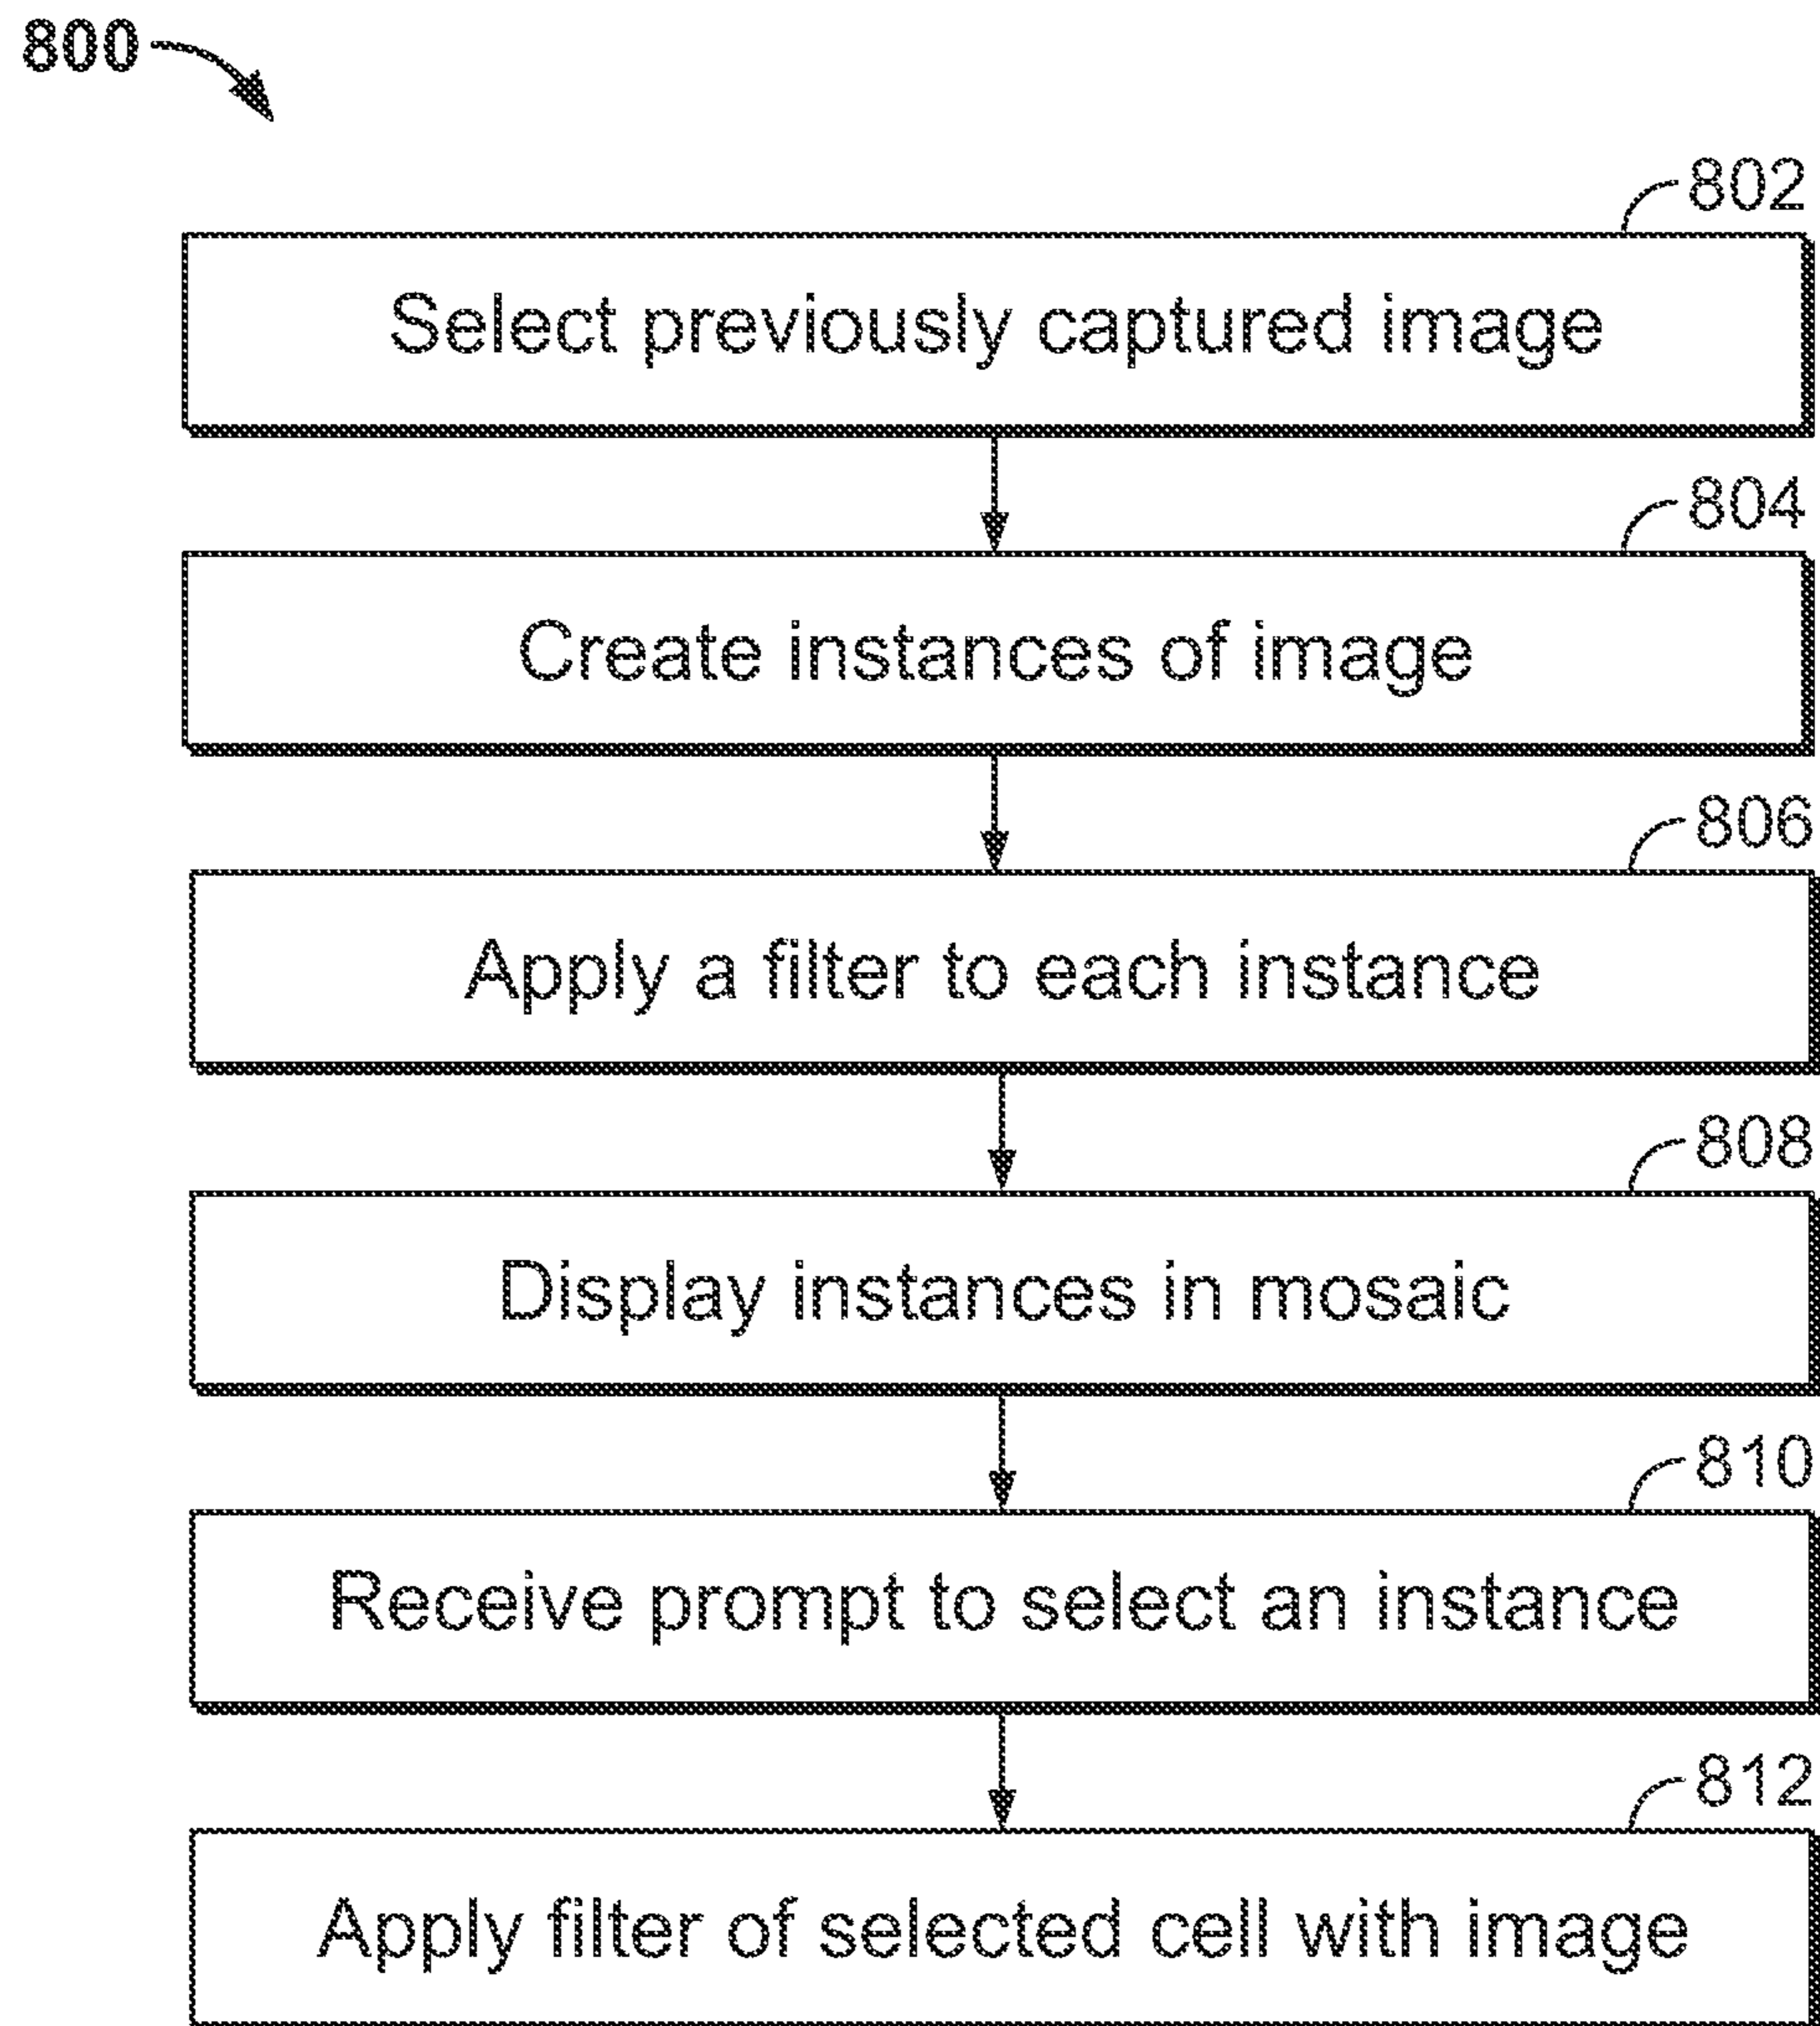 800
802
Select previously captured image
804
Create instances of image
806
Apply a filter to each instance
808
Display instances in mosaic
810
Receive prompt to select an instance
812
Apply filter of selected cell with image